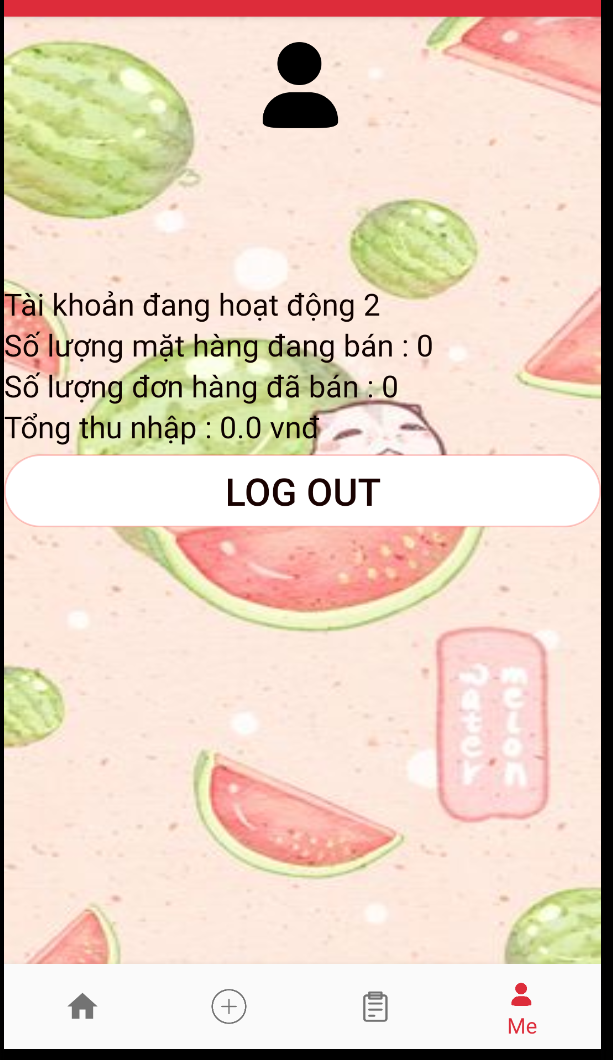 Tài khoản đang hoạt động 2
Số lượng mặt hàng đang bán : 0
Số lượng đơn hàng đã bán : 0
Tổng thu nhập : 0.0 vnđ
LOG OUT
water
melon
Me